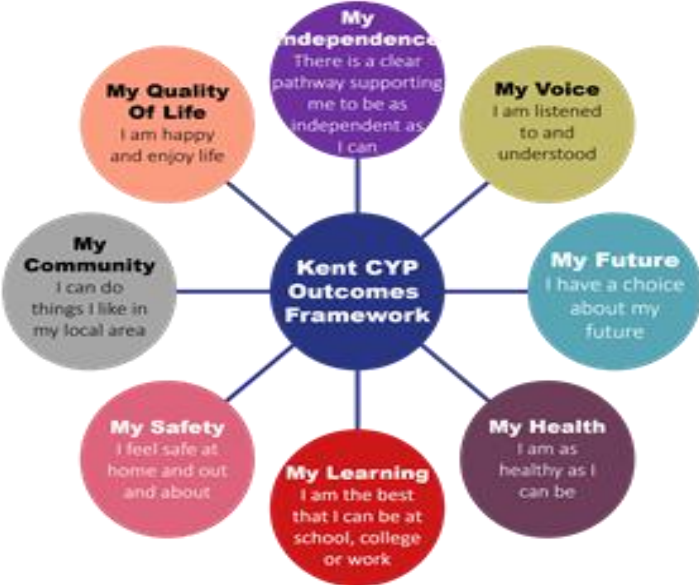 My
Independence
There is a clear
pathway supporting
me to be as
independent as
I can
My Voice
I am listened
to and
understood
My Future
I have a choice
about my
future
My Health
I am as
healthy as I
can be
My Learning
I am the best
that I can be at
school, college
or work
My Safety
I feel safe at
home and out
and about
My
Community
I can do
things I like in
my local area
My Quality
Of Life
I am happy
and enjoy life
Kent CYP
Outcomes
Framework